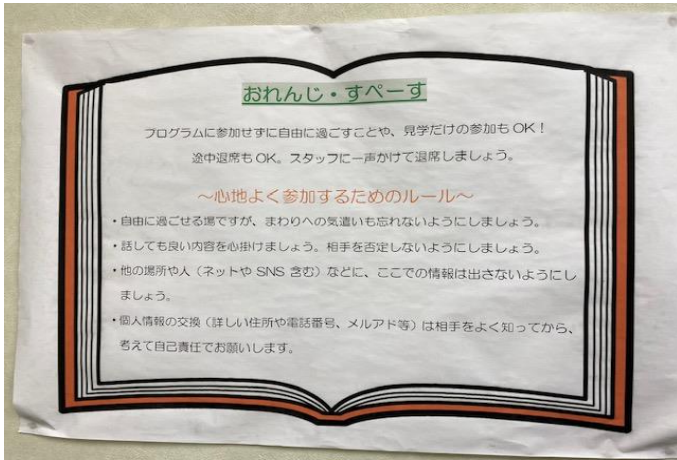 おれんじ・すぺーす
プログラムに参加せずに自由に過ごすことや、見学だけの参加も OK!
途中退席も OK。スタッフに一声かけて退席しましょう。
～心地よく参加するためのルール～
・自由に過ごせる場ですが、まわりへの気遣いも忘れないようにしましょう。
・話しても良い内容を心掛けましょう。相手を否定しないようにしましょう。
・他の場所や人（ネットや SNS 含む）などに、ここでの情報は出さないようにし
ましょう。
・個人情報の交換（詳しい住所や電話番号、メルアド等）は相手をよく知ってから、
考えて自己責任でお願いします。